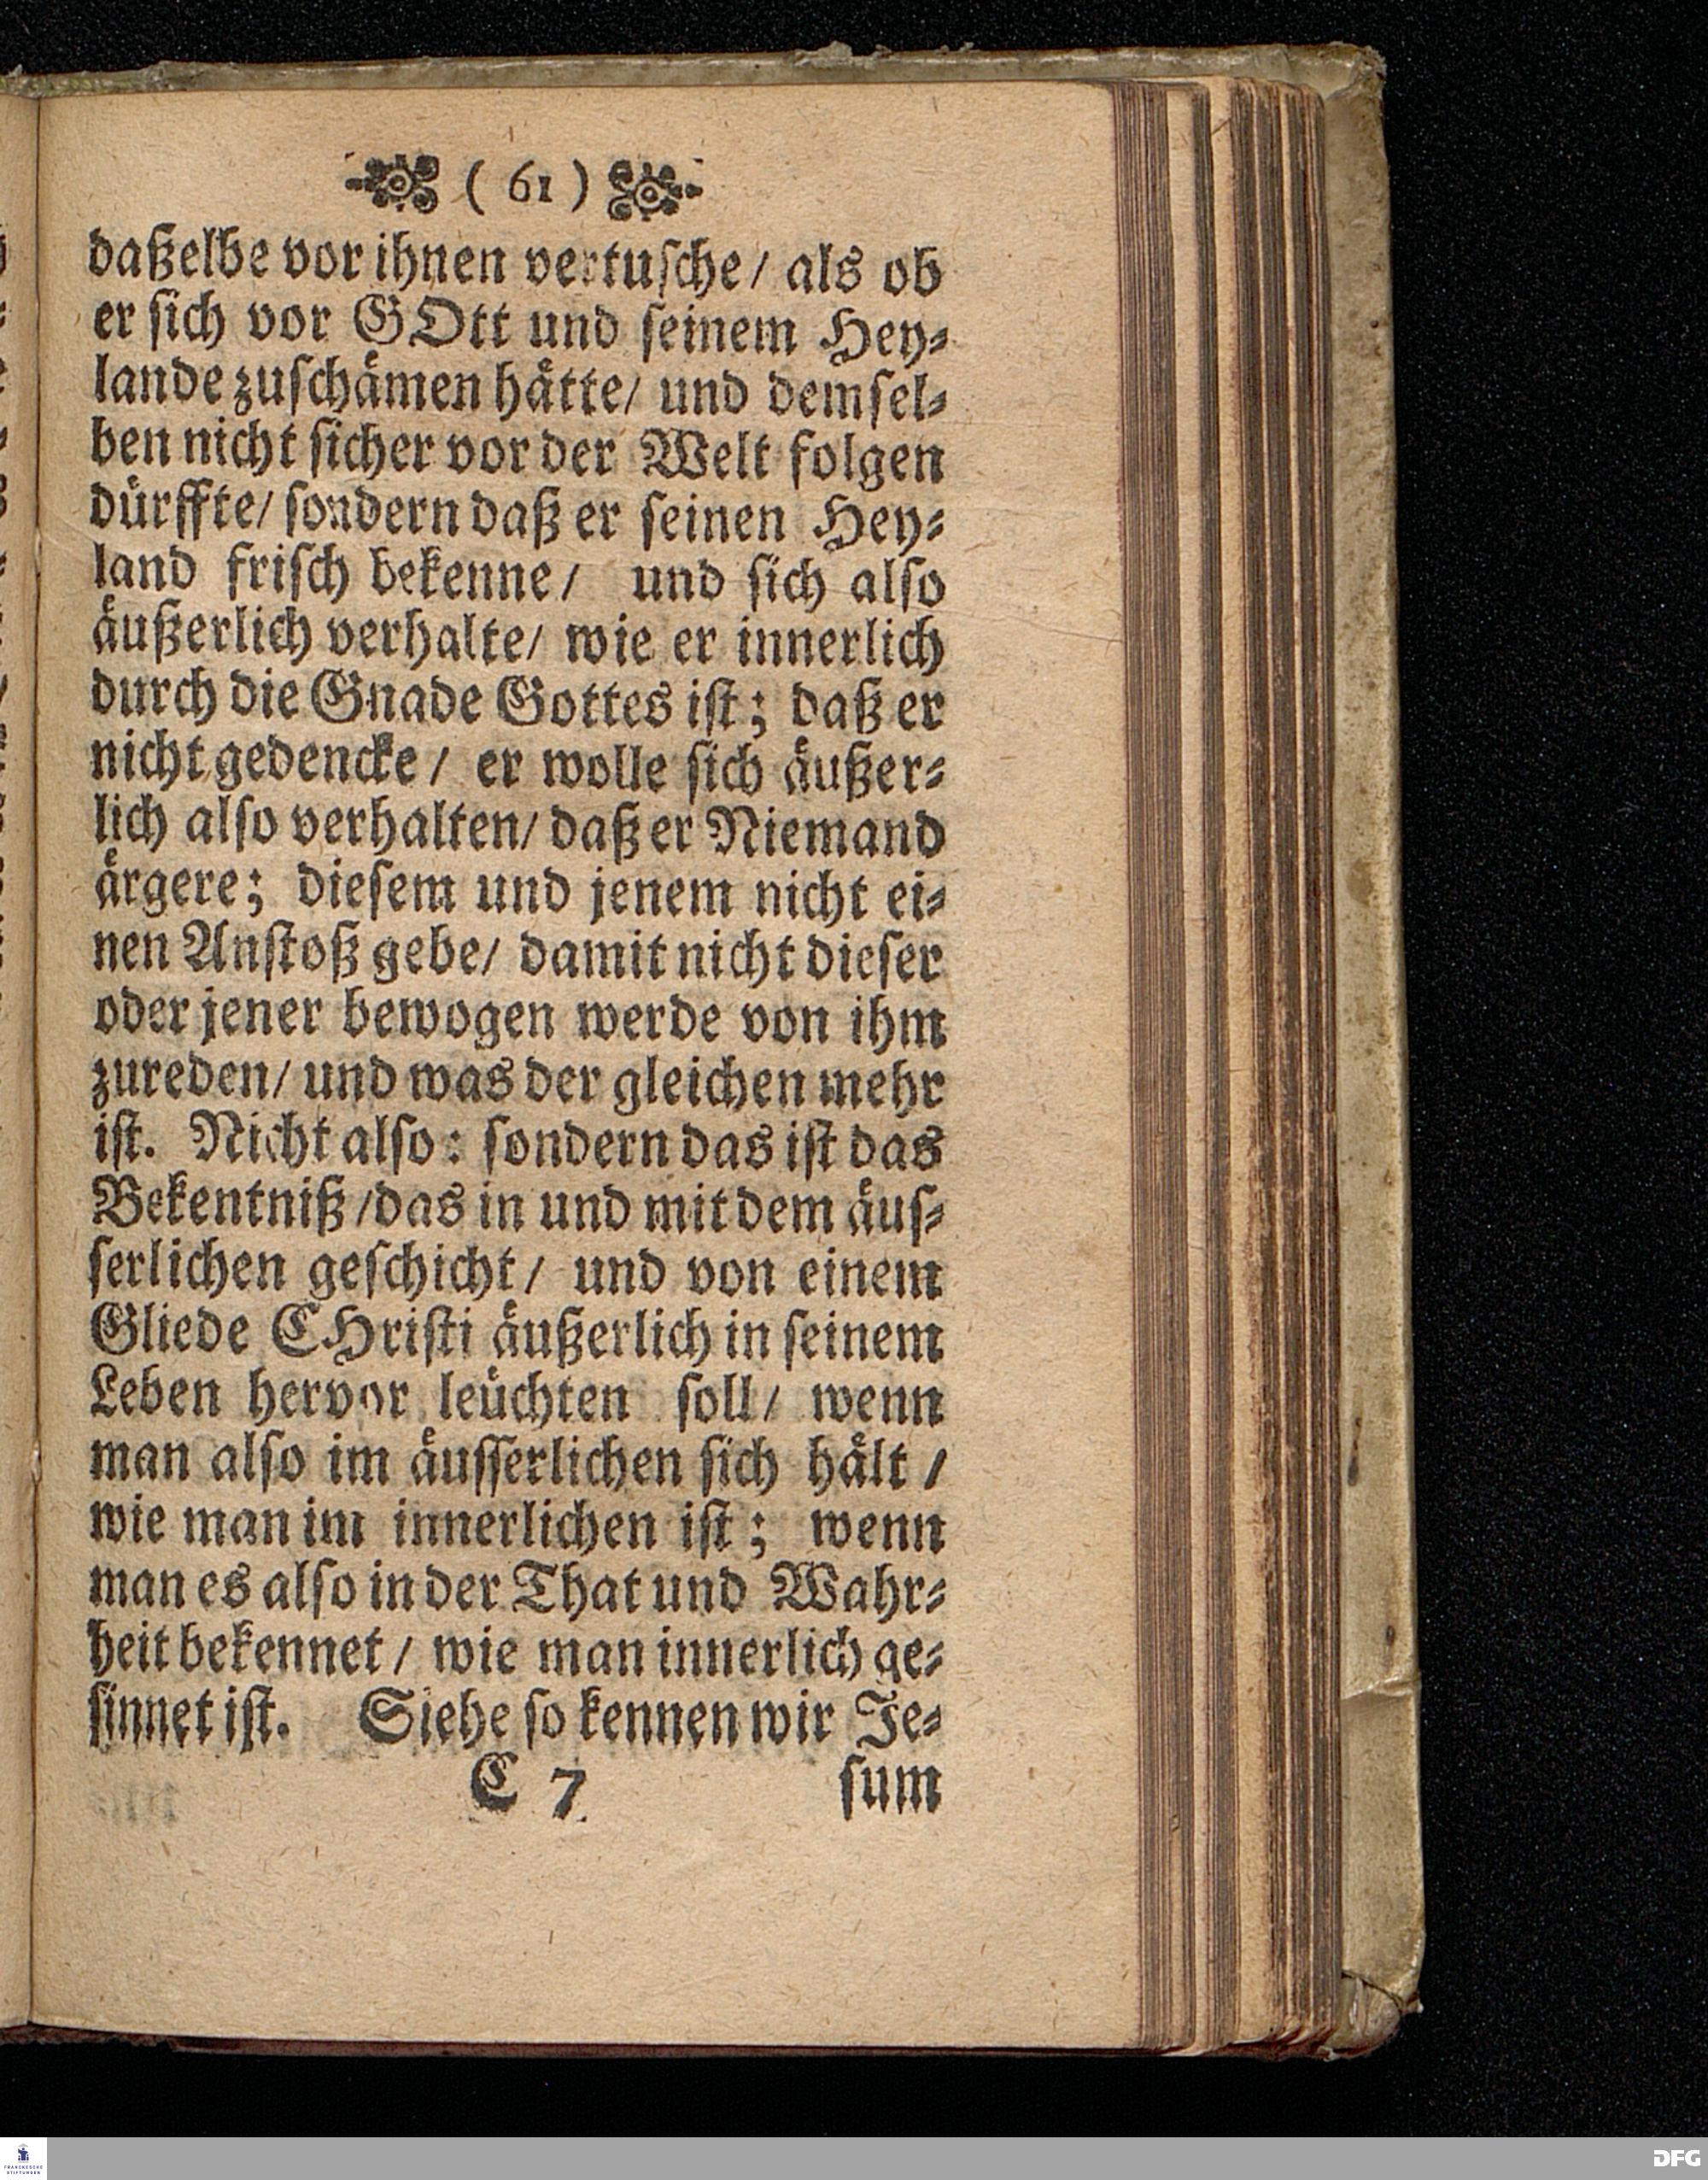 ( 61 )
daßelbe vor ihnen vertusche / als ob
er sich vor GOtt und seinem Hey-
lande zuschämen hätte / und demsel-
ben nicht sicher vor der Welt folgen
dürffte / sondern daß er seinen Hey-
land frisch bekenne / und sich also
äußerlich verhalte / wie er innerlich
durch die Gnade Gottes ist; daß er
nicht gedencke / er wolle sich äußer-
lich also verhalten / daß er Niemand
ärgere; diesem und jenem nicht ei-
nen Anstoß gebe / damit nicht dieser
oder jener bewogen werde von ihm
zureden / und was der gleichen mehr
ist. Nicht also: sondern das ist das
Bekentniß / das in und mit dem äus-
serlichen geschicht / und von einem
Gliede CHristi äußerlich in seinem
Leben hervor leüchten soll / wenn
man also im äusserlichen sich hält /
wie man im innerlichen ist; wenn
man es also in der That und Wahr-
heit bekennet / wie man innerlich ge-
sinnet ist. Siehe so kennen wir Je-
C 7 sum
FRANCKESCHE STIFTUNGEN
DFG